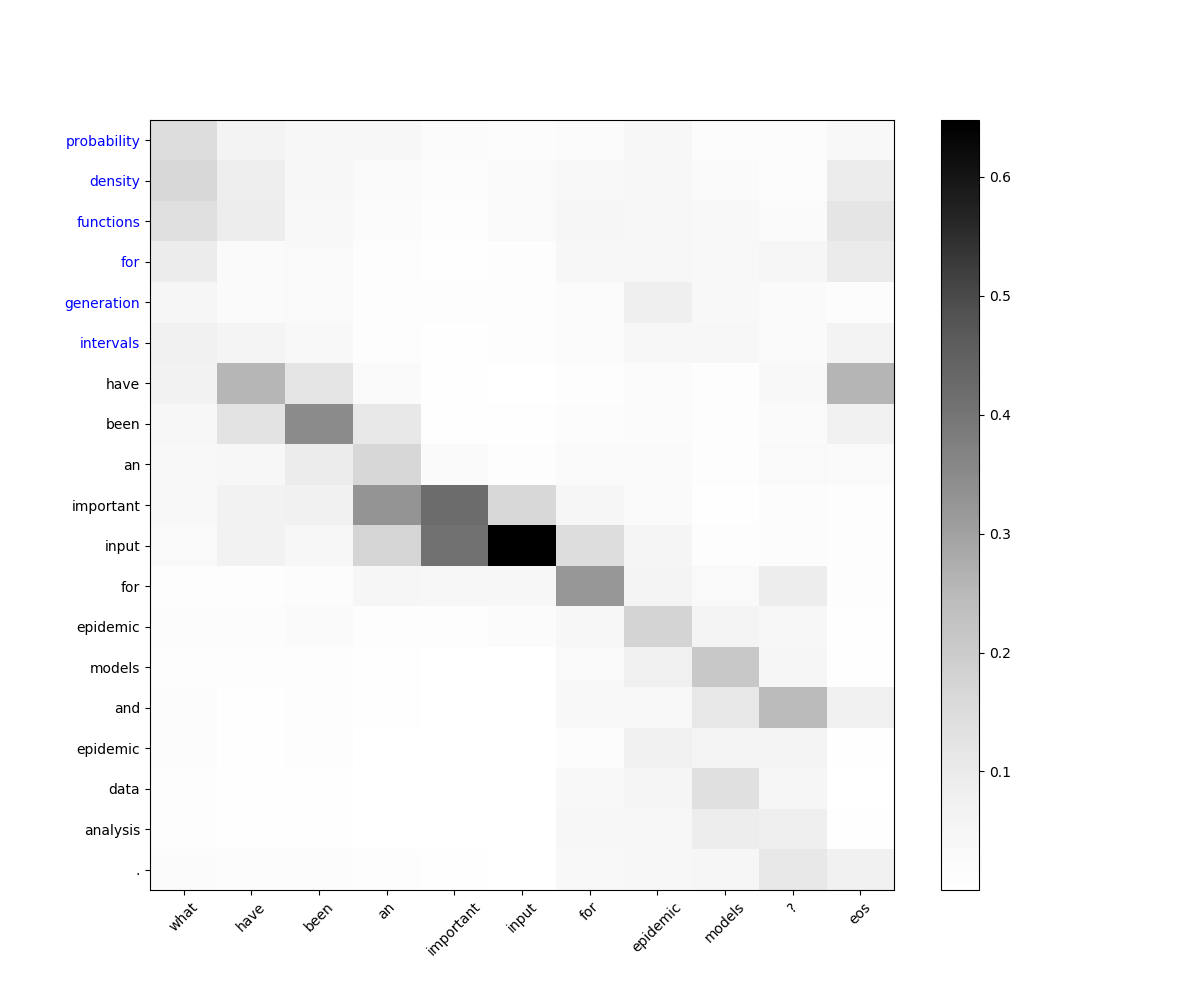 probability
density
functions
for
generation
intervals
have
been
an
important
input
for
epidemic
models
and
epidemic
data
analysis
.
what have been an important input for epidemic models ? eos
0.6
0.5
0.4
0.3
0.2
0.1